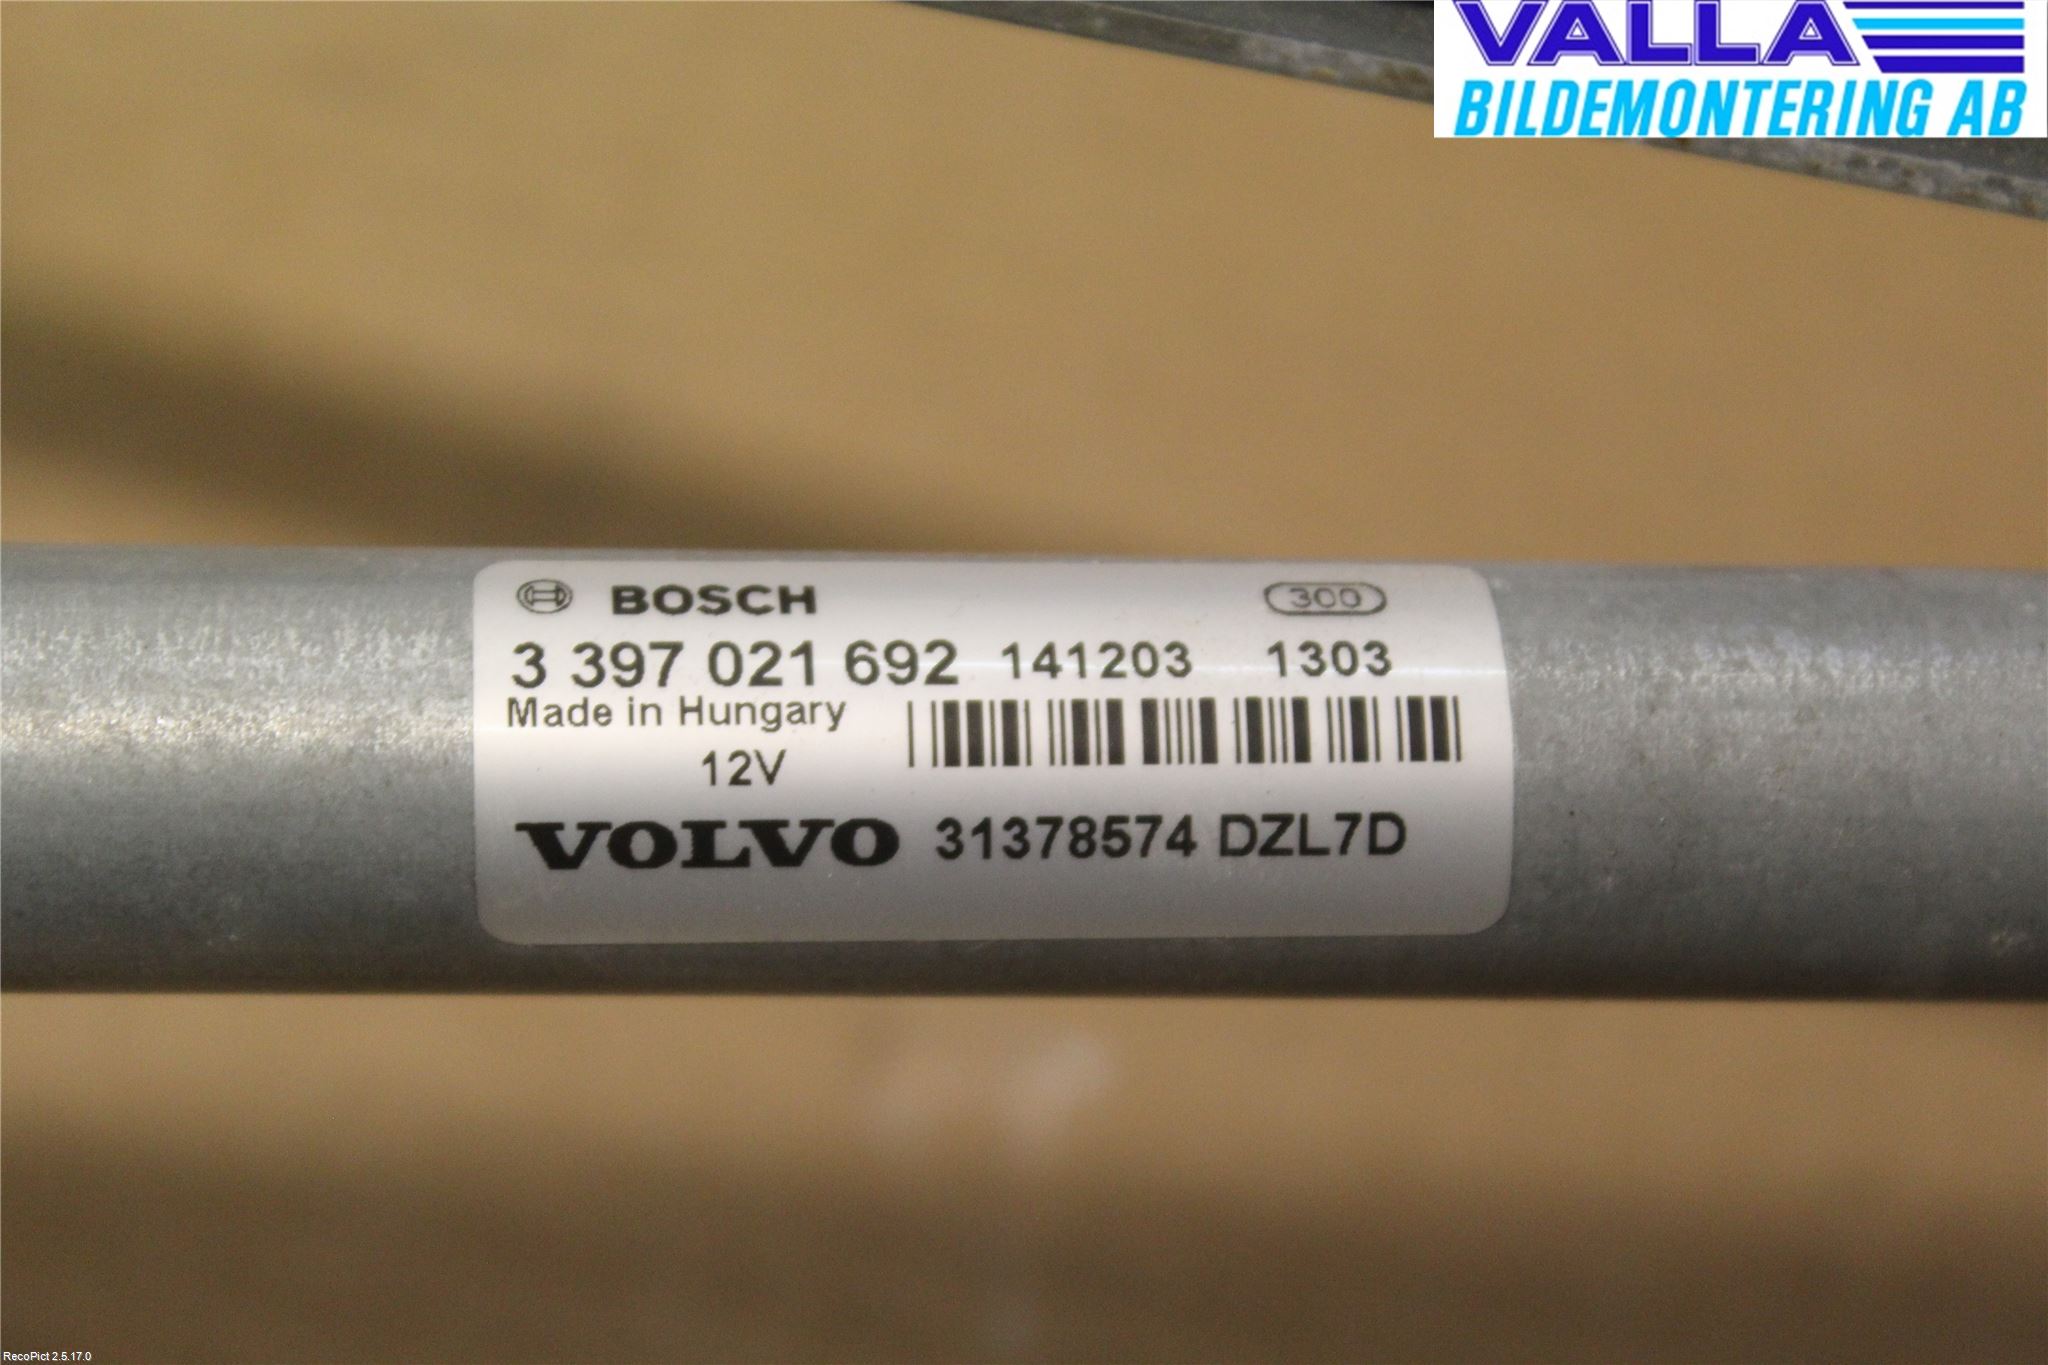 VALLA
BILDEMONTERING AB
BOSCH 300
3 397 021 692 141203 1303
Made in Hungary
12V
VOLVO 31378574 DZL7D
RecoPict 2.5.17.0